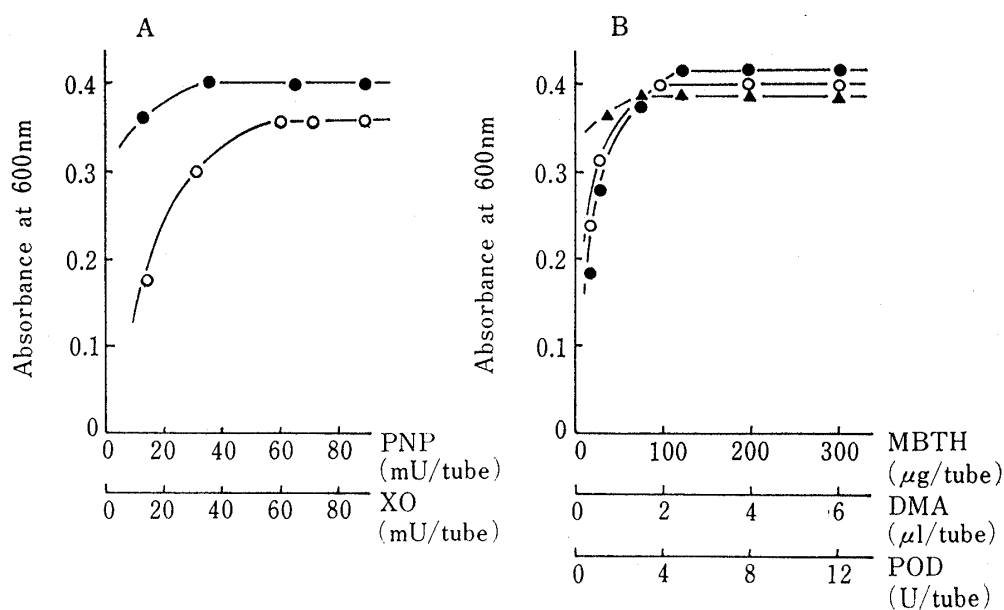 A
Absorbance at 600nm
0.4
0.3
0.2
0.1
0
0 20 40 60 80
PNP
(mU/tube)
0 20 40 60 80
XO
(mU/tube)
B
Absorbance at 600nm
0.4
0.3
0.2
0.1
0 100 200 300
MBTH
(μg/tube)
0 2 4 6
DMA
(μl/tube)
0 4 8 12
POD
(U/tube)